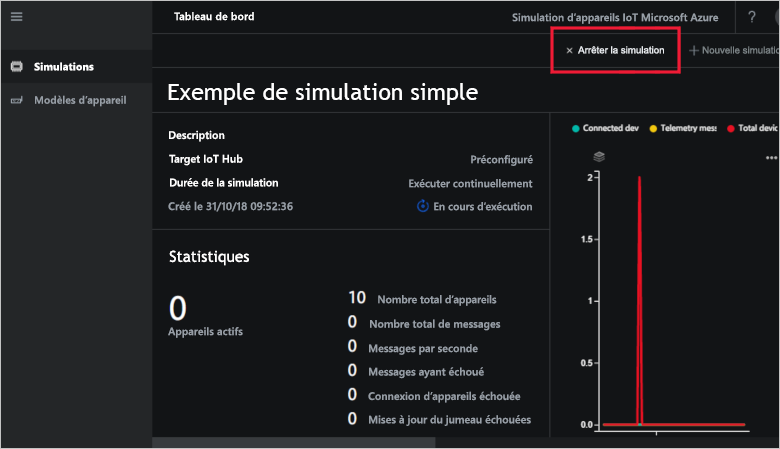 Tableau de bord
Simulation d'appareils IoT Microsoft Azure
?
× Arrêter la simulation
+ Nouvelle simulatio
Simulations
Modèles d'appareil
Exemple de simulation simple
Description
Target IoT Hub Préconfiguré
Durée de la simulation Exécuter continuellement
Créé le 31/10/18 09:52:36 En cours d'exécution
Statistiques
0
Appareils actifs
10 Nombre total d'appareils
0 Nombre total de messages
0 Messages par seconde
0 Messages ayant échoué
0 Connexion d'appareils échouée
0 Mises à jour du jumeau échouées
Connected dev Telemetry mes: Total devic
2
1.5
1
0.5
0.0